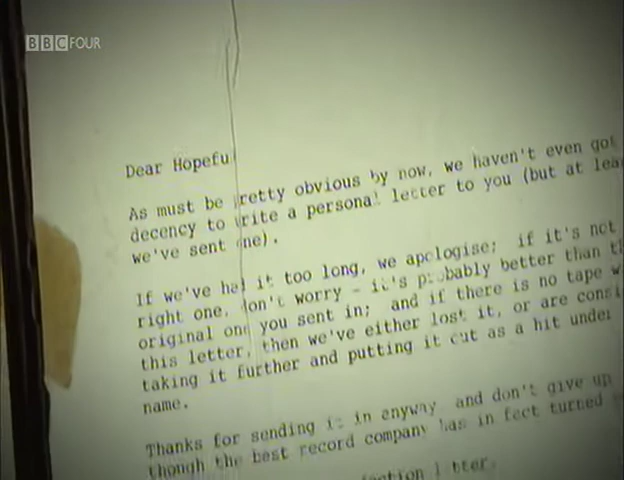 BBC FOUR
Dear Hopeful
As must be pretty obvious by now, we haven't even got
decency to write a personal letter to you (but at lea
we've sent one).
If we've had it too long, we apologise; if it's not
right one, don't worry - it's probably better than th
original one you sent in; and if there is no tape w
this letter, then we've either lost it, or are consi
taking it further and putting it out as a hit under
name.
Thanks for sending it in anyway and don't give up
though the best record company has in fact turned
letter.